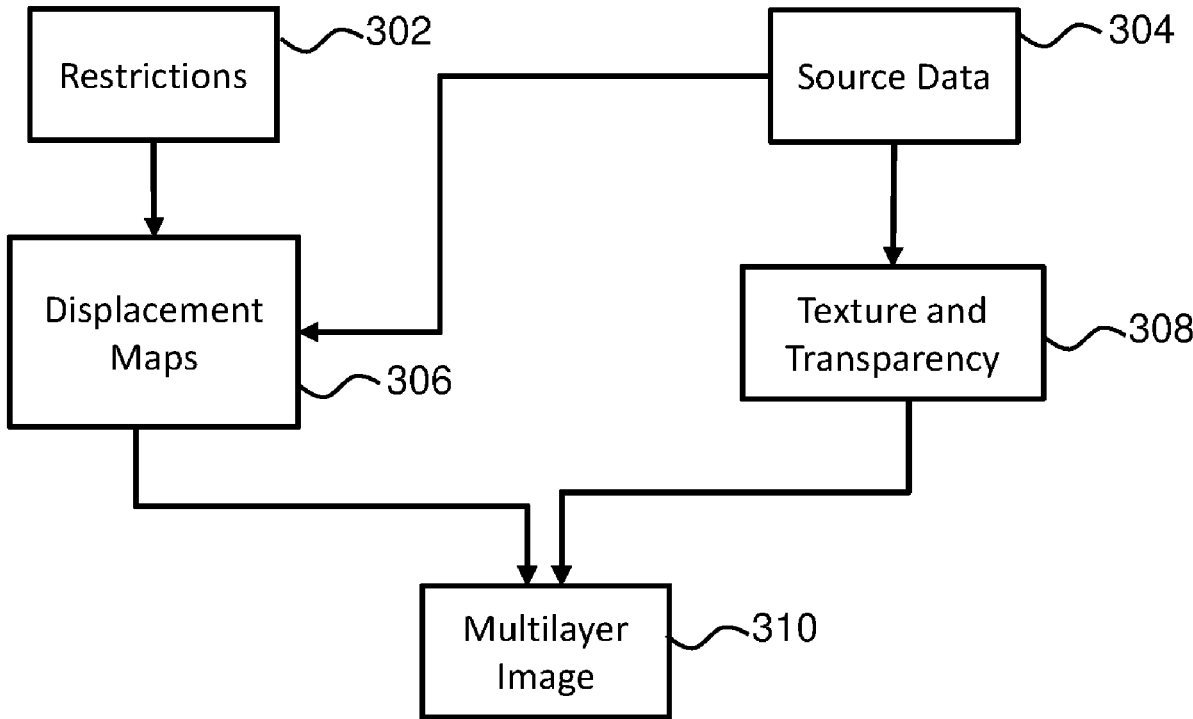 Restrictions
302
Source Data
304
Displacement
Maps
306
Texture and
Transparency
308
Multilayer
Image
310